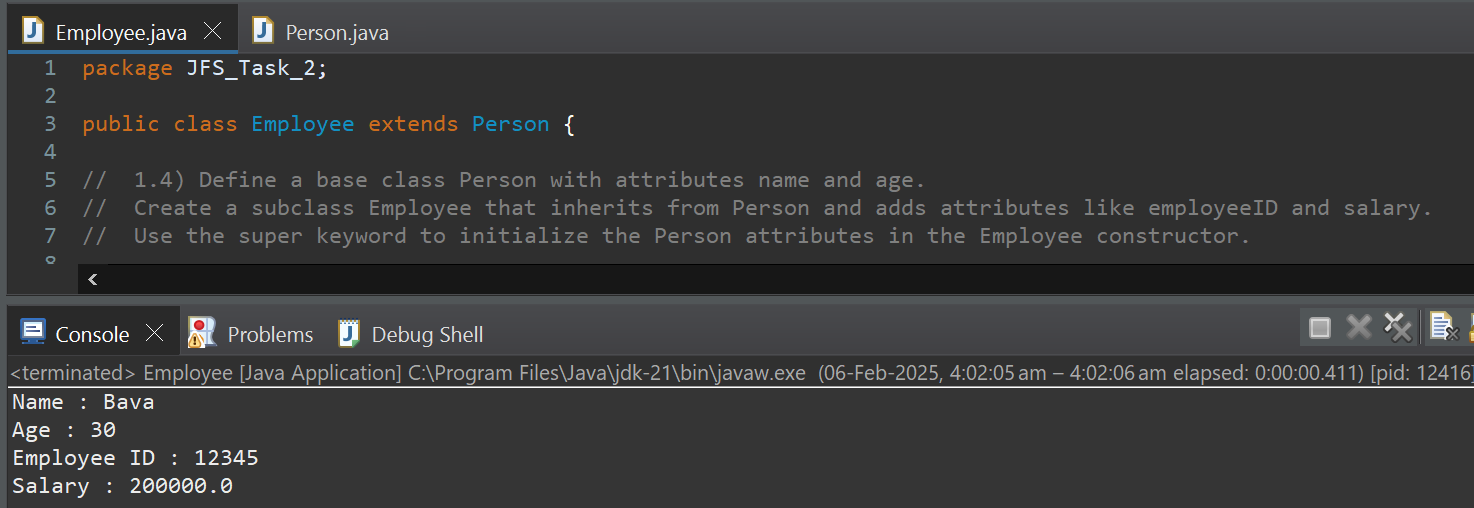 Employee.java Person.java
1 package JFS_Task_2;
2
3 public class Employee extends Person {
4
5 // 1.4) Define a base class Person with attributes name and age.
6 // Create a subclass Employee that inherits from Person and adds attributes like employeeID and salary.
7 // Use the super keyword to initialize the Person attributes in the Employee constructor.
8
Console Problems Debug Shell
<terminated> Employee [Java Application] C:\Program Files\Java\jdk-21\bin\javaw.exe (06-Feb-2025, 4:02:05 am – 4:02:06 am elapsed: 0:00:00.411) [pid: 12416]
Name : Bava
Age : 30
Employee ID : 12345
Salary : 200000.0